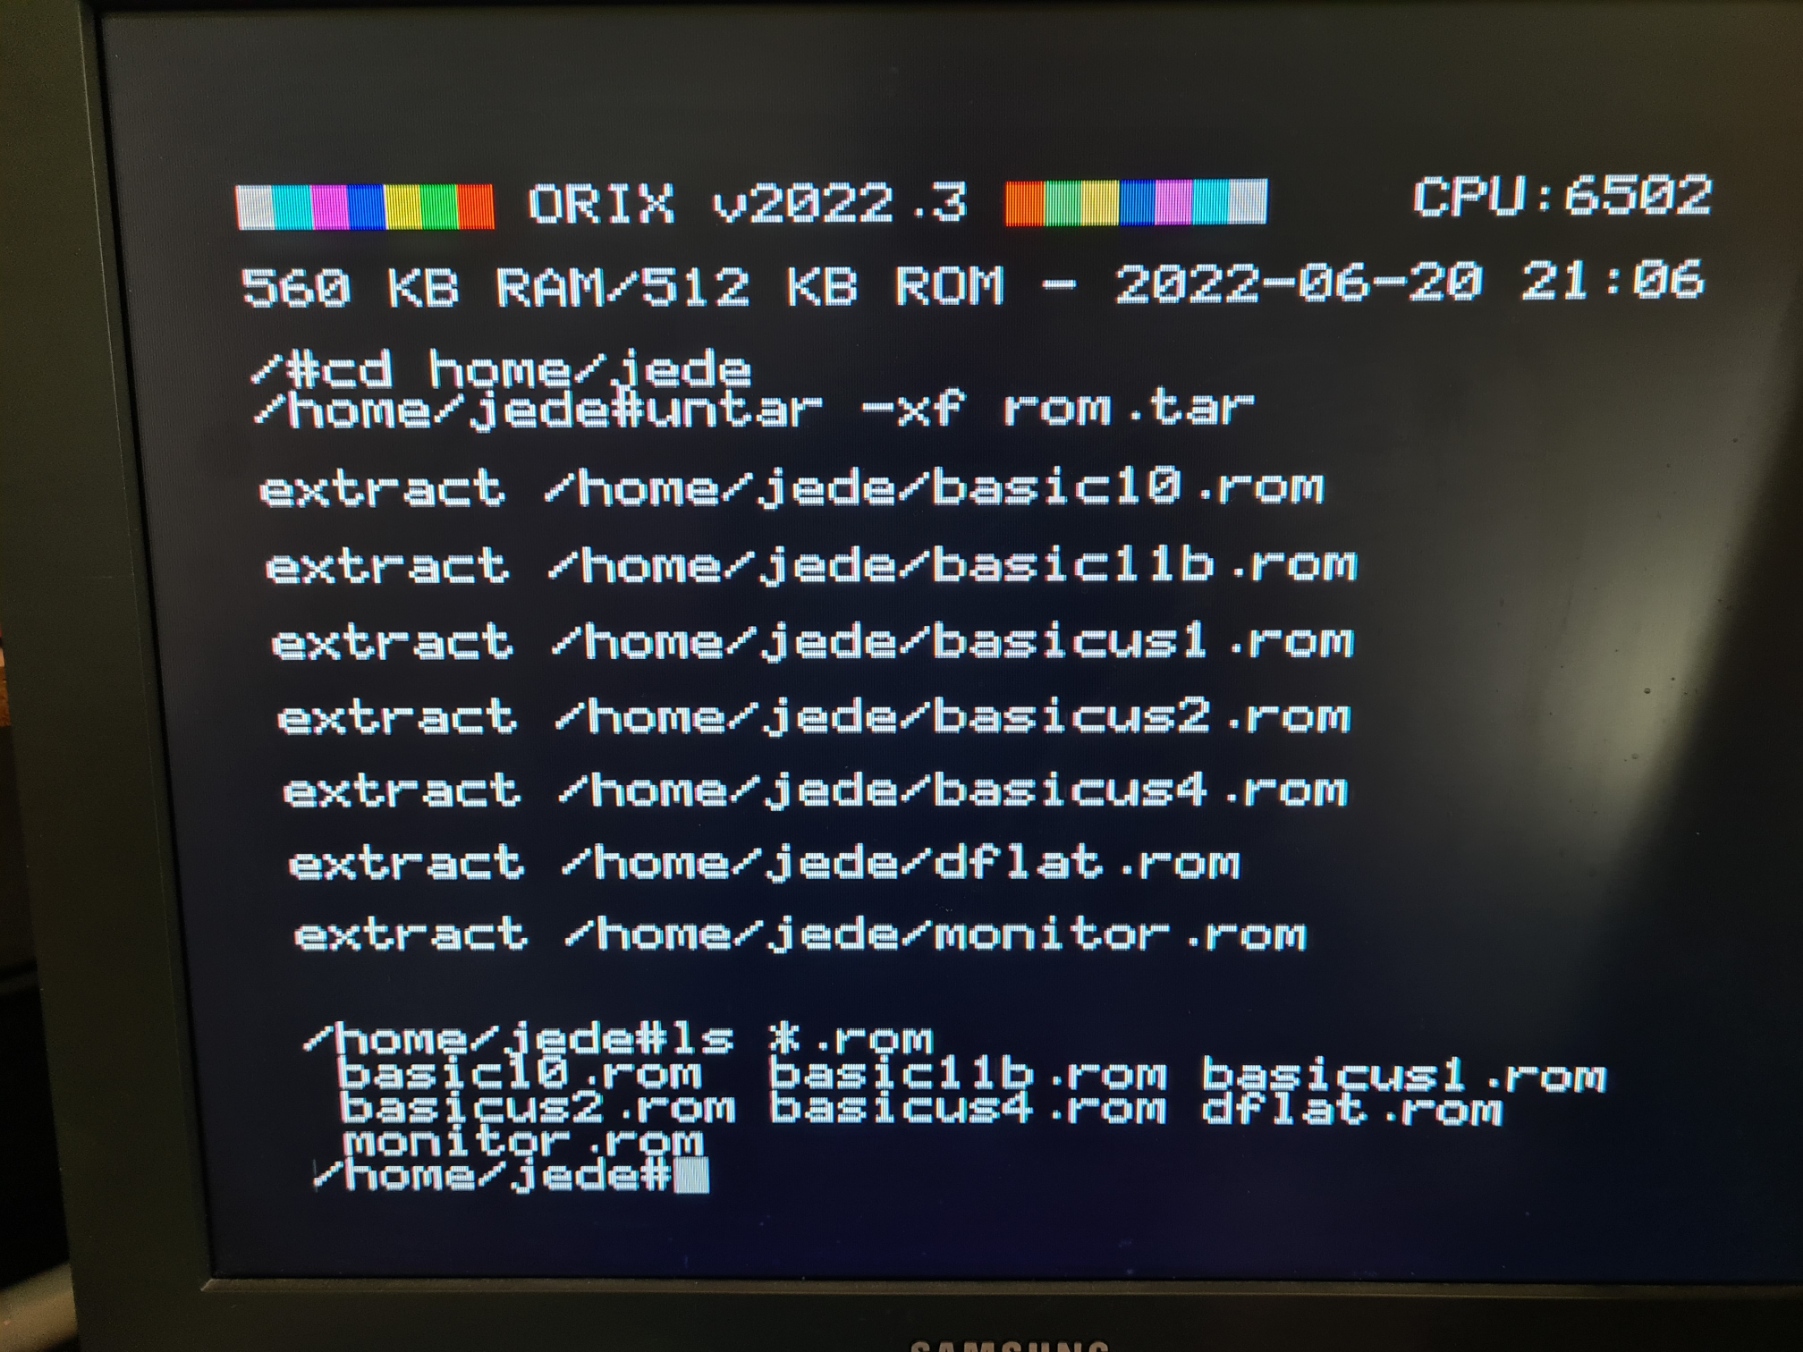 ORIX v2022.3 CPU:6502
560 KB RAM/512 KB ROM - 2022-06-20 21:06
/#cd home/jede
/home/jede#untar -xf rom.tar
extract /home/jede/basic10.rom
extract /home/jede/basic11b.rom
extract /home/jede/basicus1.rom
extract /home/jede/basicus2.rom
extract /home/jede/basicus4.rom
extract /home/jede/dflat.rom
extract /home/jede/monitor.rom
/home/jede#ls *.rom
basic10.rom basic11b.rom basicus1.rom
basicus2.rom basicus4.rom dflat.rom
monitor.rom
/home/jede#
SAMSUNG